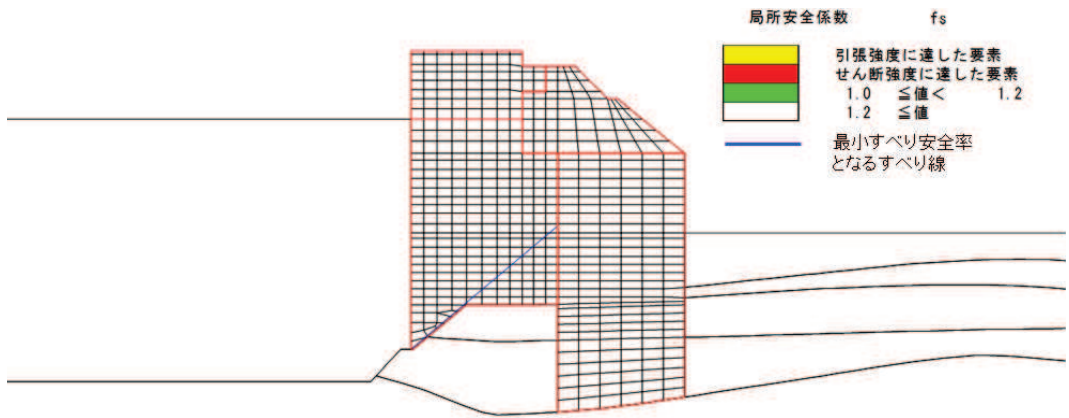 局所安全係数 fs
引張強度に達した要素
せん断強度に達した要素
1.0 ≦値< 1.2
1.2 ≦値
最小すべり安全率
となるすべり線